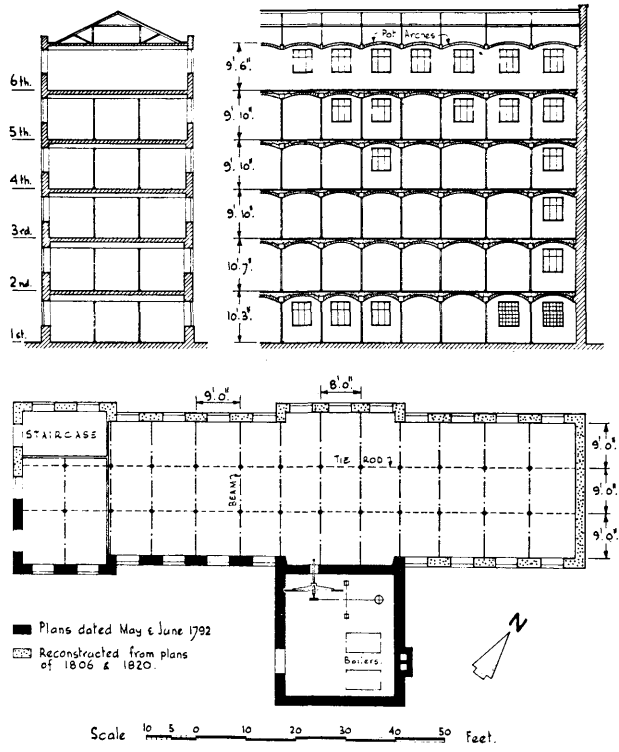 Pot Arches
6th.
5th.
4th.
3rd.
2nd.
1st.
9'.6".
9'.10".
9'.10".
9'.10".
10'.7".
10'.3".
9'.0".
8'.0".
STAIRCASE
TIE ROD
BEAM
9'.0".
9'.0".
9'.0".
Boilers.
N
Plans dated May & June 1792
Reconstructed from plans
of 1806 & 1820.
Scale 10 5 0 10 20 30 40 50 Feet.